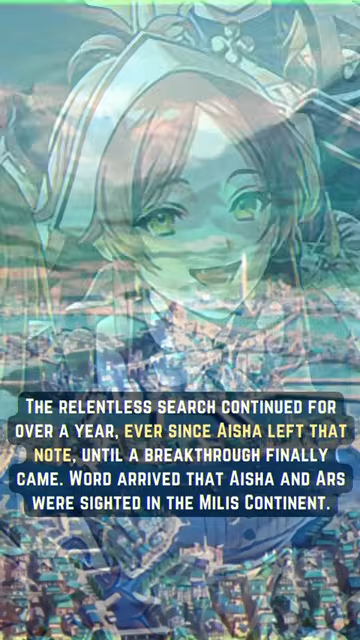 The relentless search continued for
over a year, ever since Aisha left that
note, until a breakthrough finally
came. Word arrived that Aisha and Ars
were sighted in the Milis Continent.